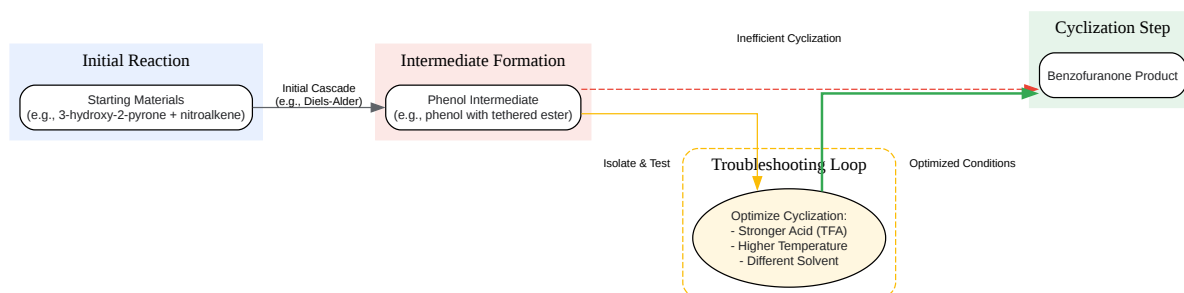 Initial Reaction
Starting Materials
(e.g., 3-hydroxy-2-pyrone + nitroalkene)
Initial Cascade
(e.g., Diels-Alder)
Intermediate Formation
Phenol Intermediate
(e.g., phenol with tethered ester)
Inefficient Cyclization
Cyclization Step
Benzofuranone Product
Isolate & Test
Troubleshooting Loop
Optimize Cyclization:
- Stronger Acid (TFA)
- Higher Temperature
- Different Solvent
Optimized Conditions